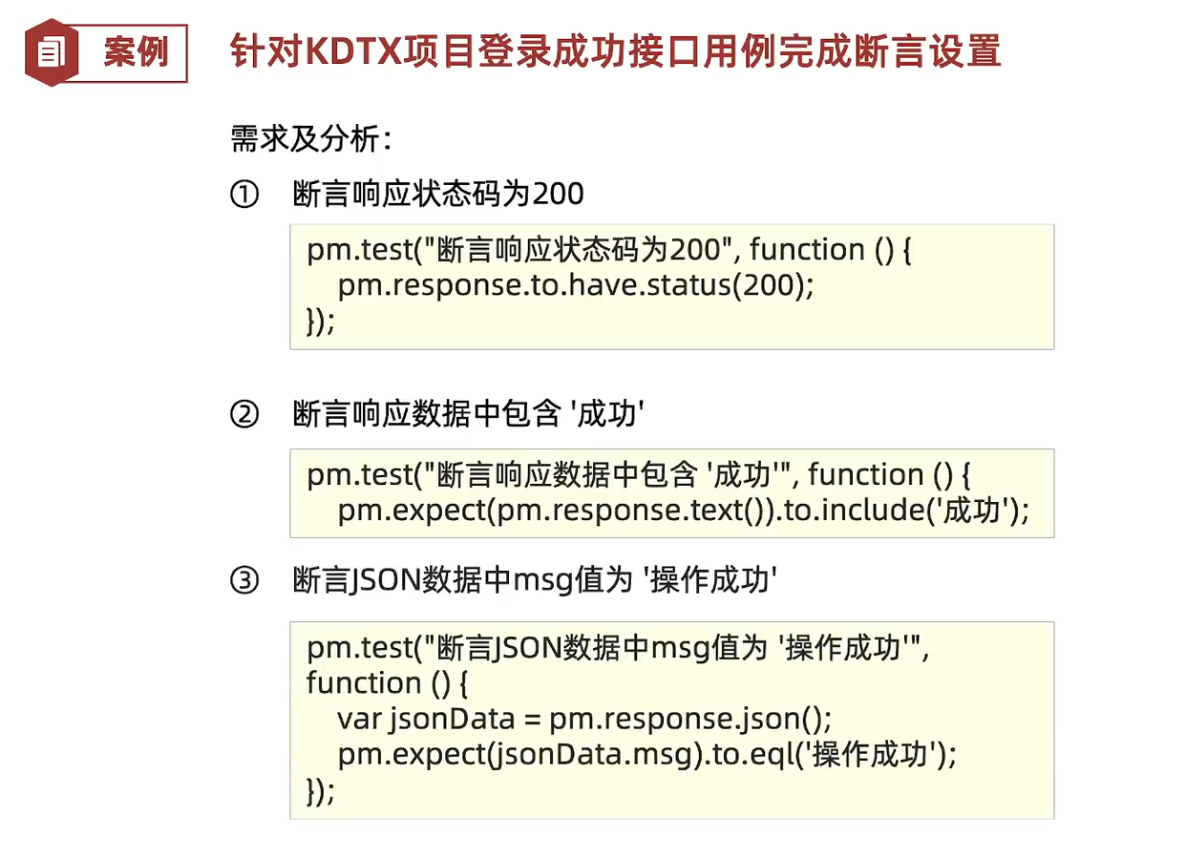 案例
针对KDTX项目登录成功接口用例完成断言设置
需求及分析：
① 断言响应状态码为200
pm.test("断言响应状态码为200", function () {
pm.response.to.have.status(200);
});
② 断言响应数据中包含 '成功'
pm.test("断言响应数据中包含 '成功'", function () {
pm.expect(pm.response.text()).to.include('成功');
③ 断言JSON数据中msg值为 '操作成功'
pm.test("断言JSON数据中msg值为 '操作成功'",
function () {
var jsonData = pm.response.json();
pm.expect(jsonData.msg).to.eql('操作成功');
});